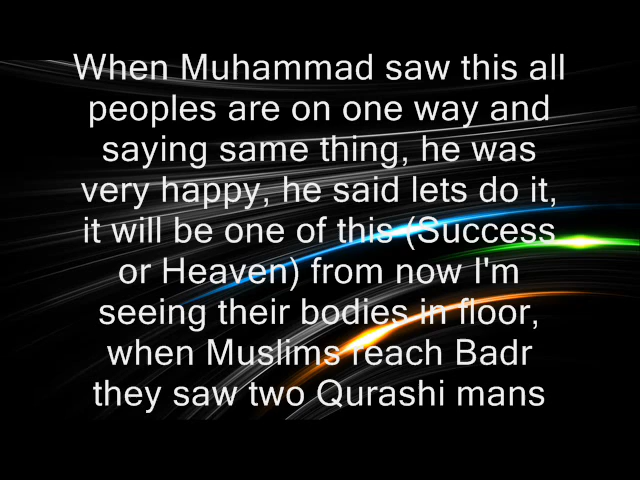 When Muhammad saw this all
peoples are on one way and
saying same thing, he was
very happy, he said lets do it,
it will be one of this (Success
or Heaven) from now I'm
seeing their bodies in floor,
when Muslims reach Badr
they saw two Qurashi mans